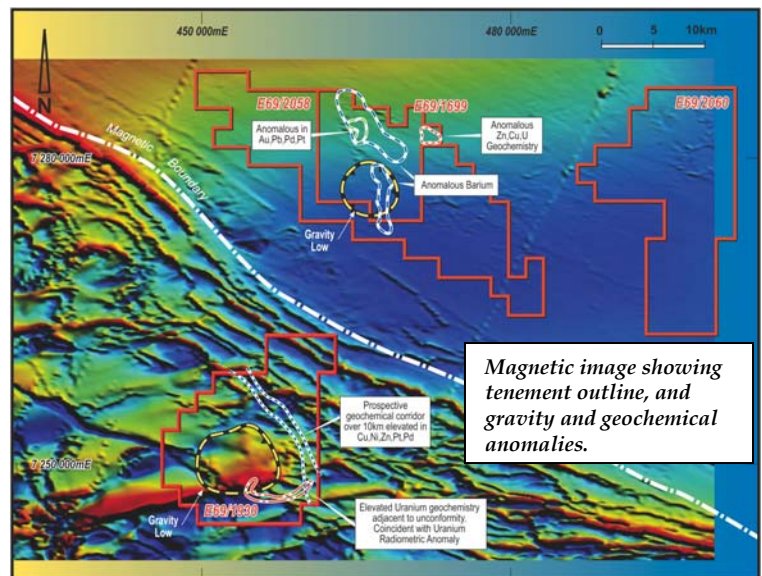 450 000mE
480 000mE
0 5 10km
N
E69/2058
E69/1699
E69/2060
Anomalous in
Au,Pb,Pd,Pt
Anomalous
Zn,Cu,U
Geochemistry
Magnetic Boundary
7 280 000mE
Anomalous Barium
Gravity
Low
Magnetic image showing
tenement outline, and
gravity and geochemical
anomalies.
Prospective
geochemical corridor
over 10km elevated in
Cu,Ni,Zn,Pt,Pd
7 250 000mE
E69/1930
Gravity
Low
Elevated Uranium geochemistry
adjacent to unconformity.
Coincident with Uranium
Radiometric Anomaly